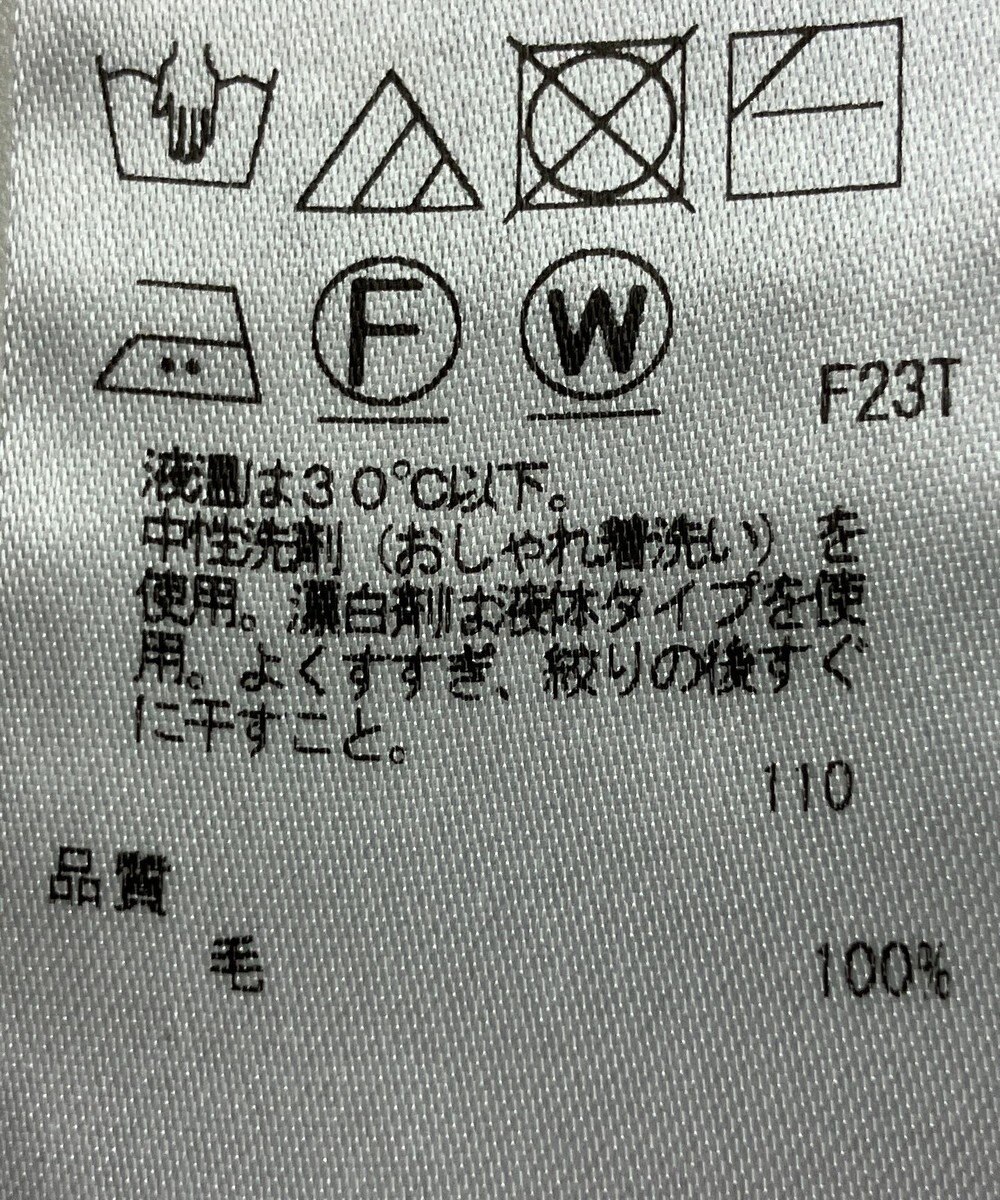 F
W
F23T
液温は30℃以下。
中性洗剤（おしゃれ着洗い）を
使用。漂白剤は液体タイプを使
用。よくすすぎ、絞りの後すぐ
に干すこと。
110
品質
毛 100%